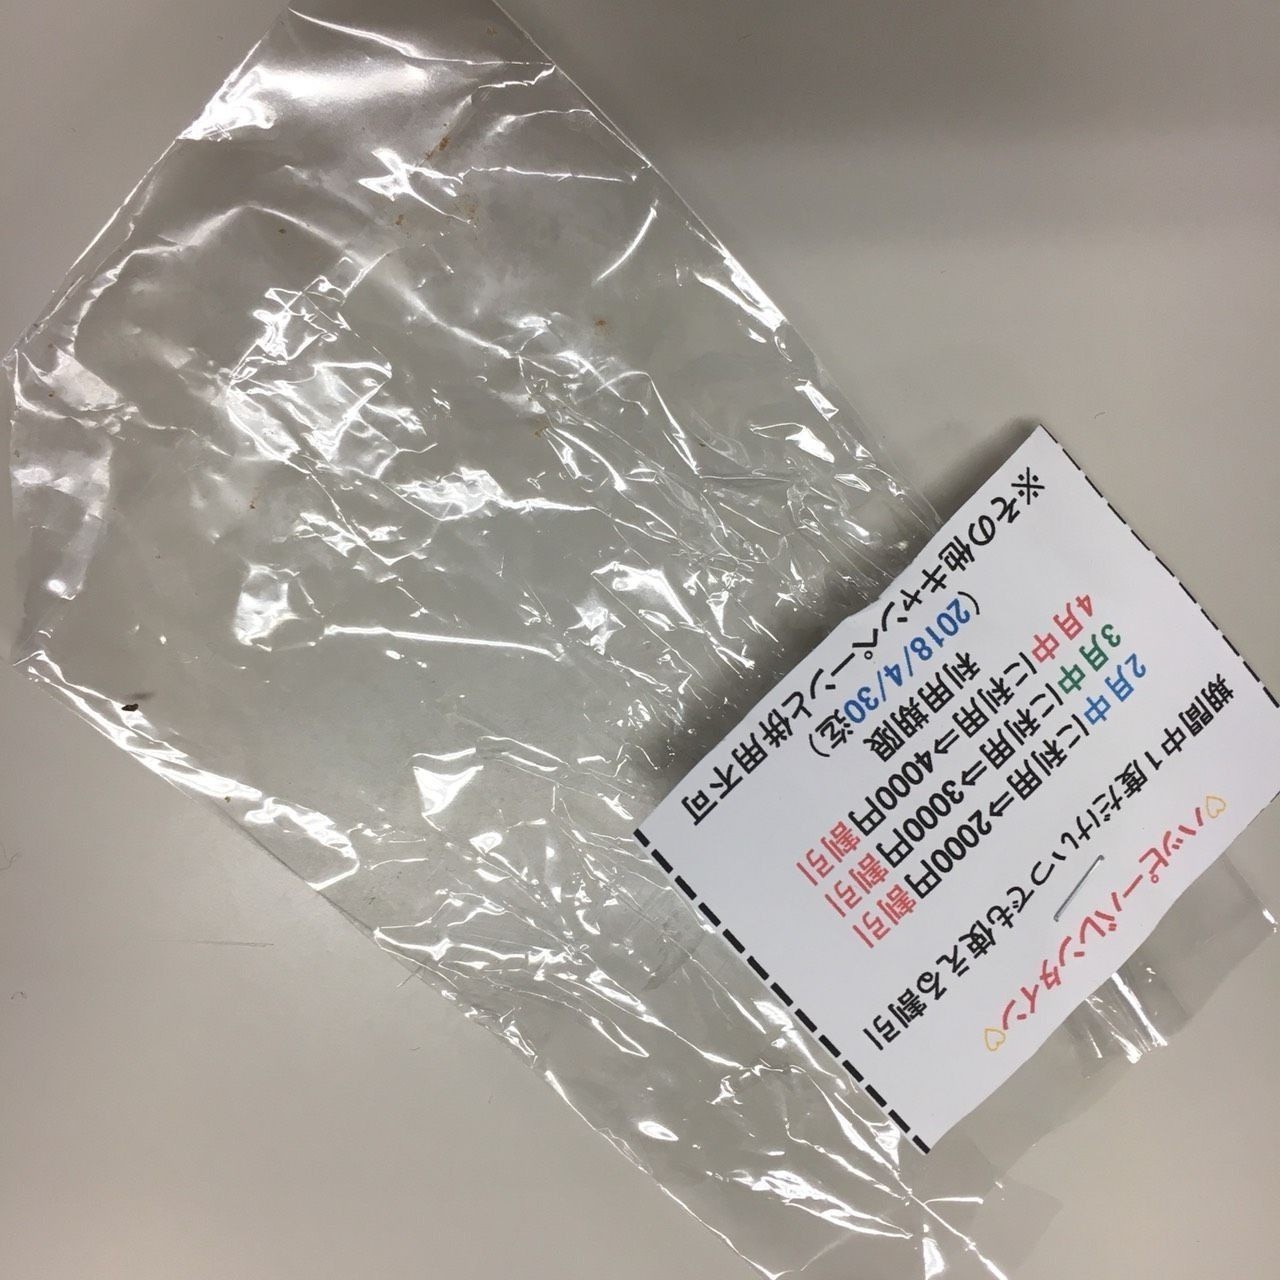 ♡ハッピーバレンタイン♡
期間中1度だけいつでも使える割引
2月中に利用⇒2000円割引
3月中に利用⇒3000円割引
4月中に利用⇒4000円割引
利用期限
(2018/4/30迄)
※その他キャンペーンと併用不可